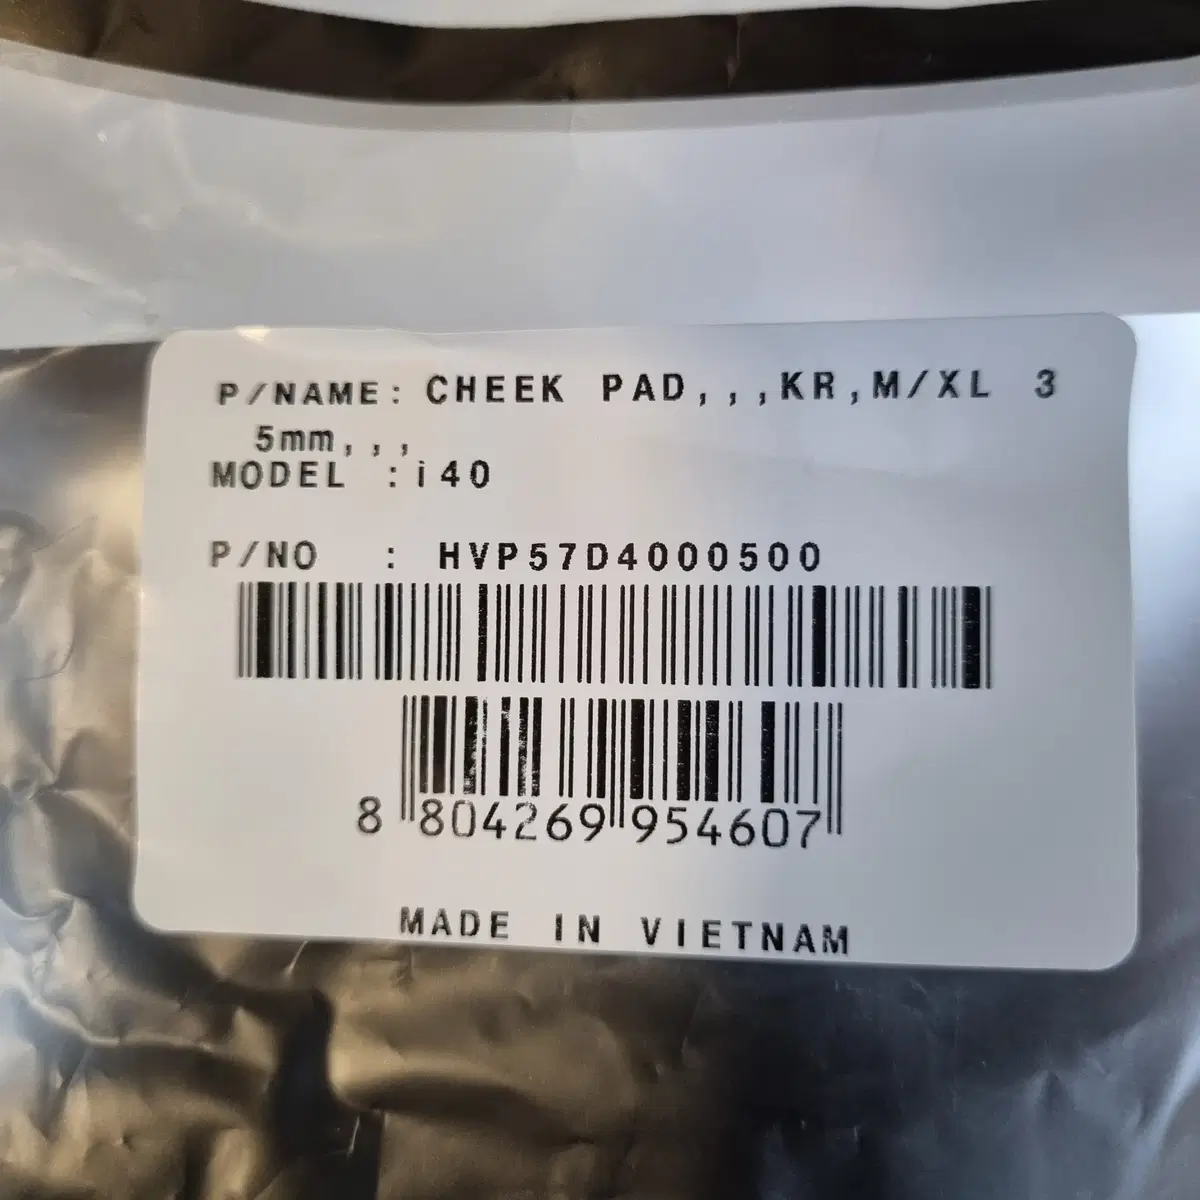 P/NAME: CHEEK PAD,,,KR,M/XL 3
5mm,,,
MODEL :i40
P/NO : HVP57D4000500
8 804269 954607
MADE IN VIETNAM